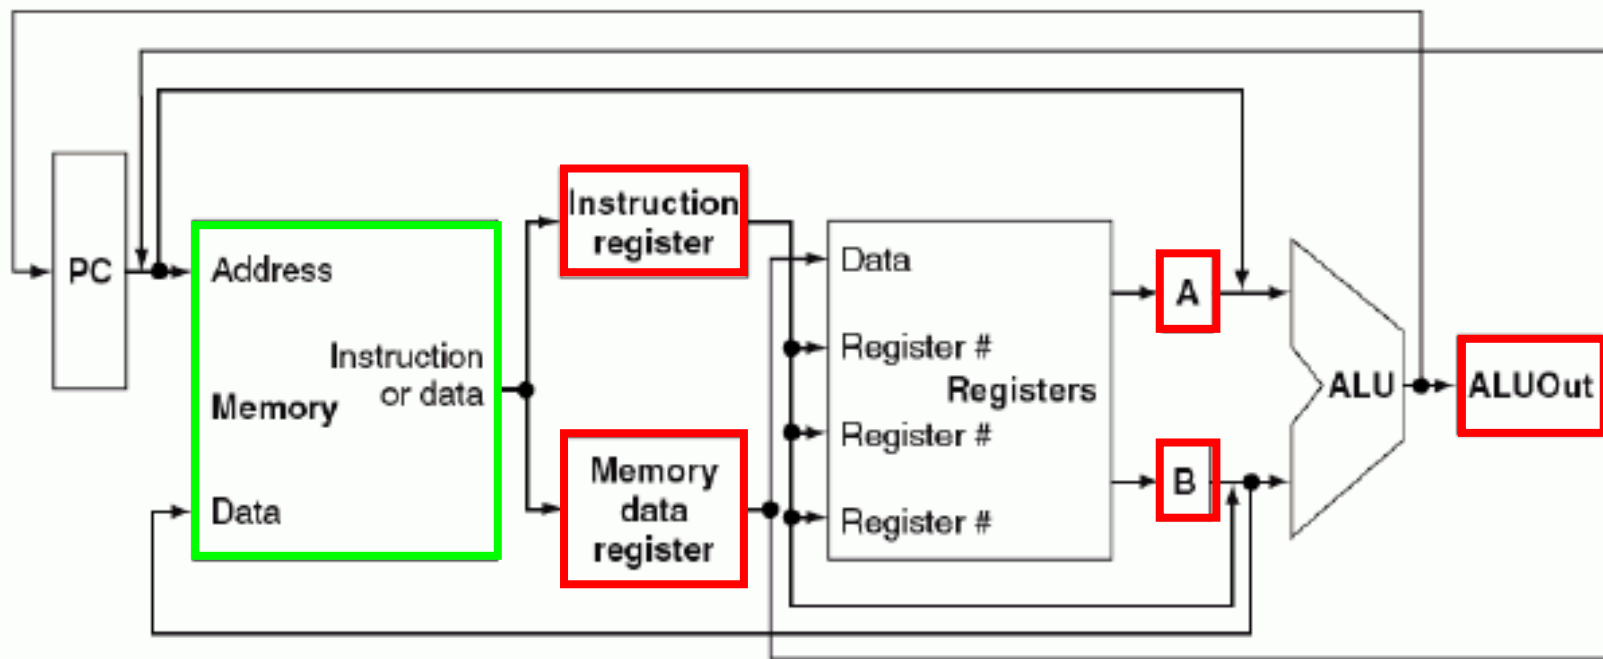 PC
Address
Instruction
or data
Memory
Data
Instruction
register
Memory
data
register
Data
Register #
Registers
Register #
Register #
A
B
ALU
ALUOut